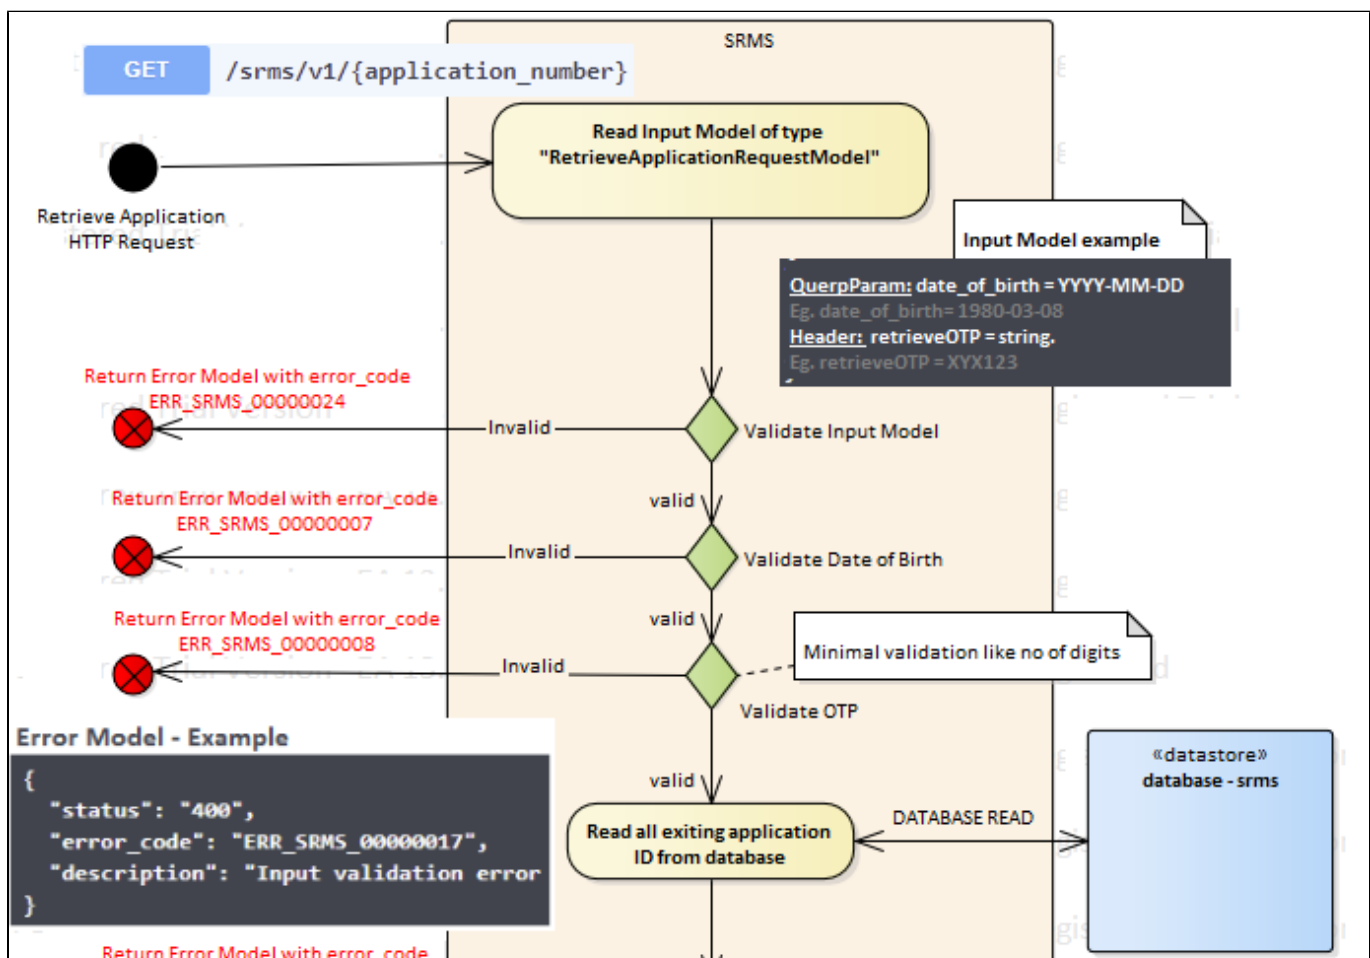 SRMS
GET /srms/v1/{application_number}
Read Input Model of type
"RetrieveApplicationRequestModel"
Retrieve Application
HTTP Request
Input Model example
QuerpParam: date_of_birth = YYYY-MM-DD
Eg. date_of_birth= 1980-03-08
Header: retrieveOTP = string.
Eg. retrieveOTP = XYX123
Return Error Model with error_code
ERR_SRMS_00000024
Invalid
Validate Input Model
valid
Return Error Model with error_code
ERR_SRMS_00000007
Invalid
Validate Date of Birth
valid
Return Error Model with error_code
ERR_SRMS_00000008
Invalid
Minimal validation like no of digits
Validate OTP
Error Model - Example
{
"status": "400",
"error_code": "ERR_SRMS_00000017",
"description": "Input validation error
}
valid
Read all exiting application
ID from database
DATABASE READ
«datastore»
database - srms
Return Error Model with error_code